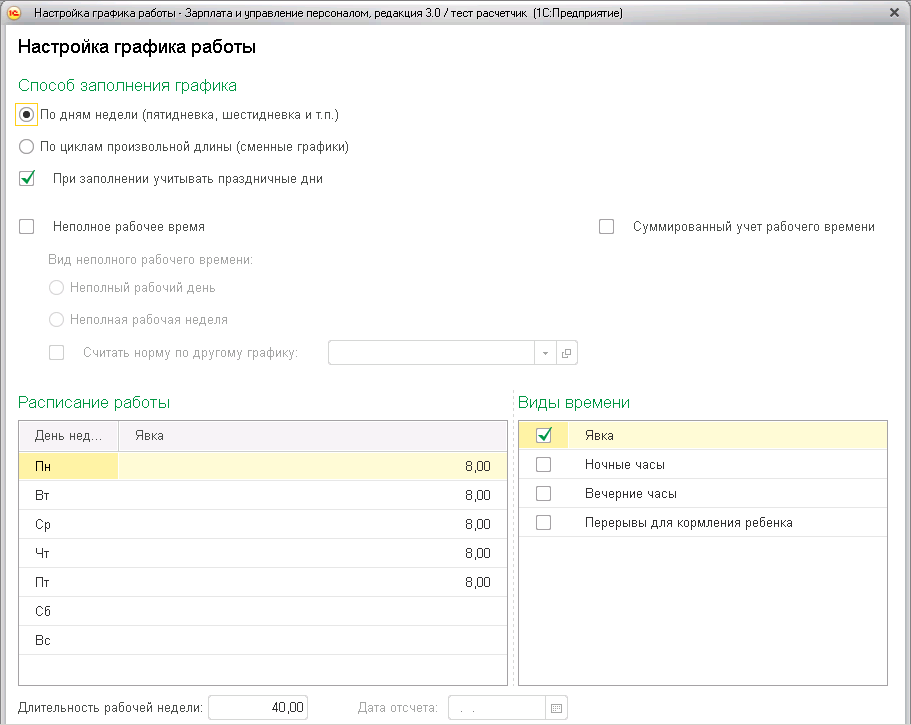 Настройка графика работы - Зарплата и управление персоналом, редакция 3.0 / тест расчетчик (1С:Предприятие)
Настройка графика работы
Способ заполнения графика
По дням недели (пятидневка, шестидневка и т.п.)
По циклам произвольной длины (сменные графики)
При заполнении учитывать праздничные дни
Неполное рабочее время
Суммированный учет рабочего времени
Вид неполного рабочего времени:
Неполный рабочий день
Неполная рабочая неделя
Считать норму по другому графику:
Расписание работы
День нед... Явка
Пн 8,00
Вт 8,00
Ср 8,00
Чт 8,00
Пт 8,00
Сб
Вс
Виды времени
Явка
Ночные часы
Вечерние часы
Перерывы для кормления ребенка
Длительность рабочей недели: 40,00 Дата отсчета: . .